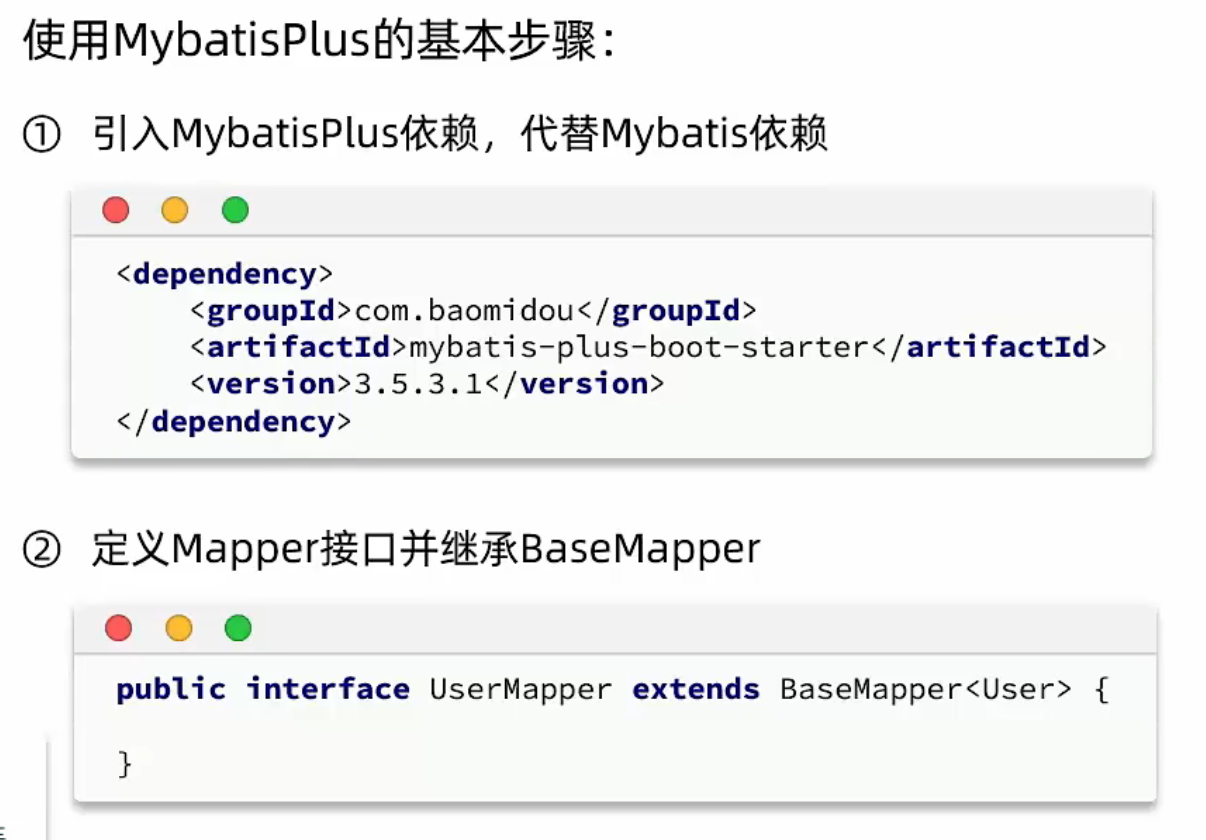 使用MybatisPlus的基本步骤：
① 引入MybatisPlus依赖，代替Mybatis依赖
<dependency>
    <groupId>com.baomidou</groupId>
    <artifactId>mybatis-plus-boot-starter</artifactId>
    <version>3.5.3.1</version>
</dependency>
② 定义Mapper接口并继承BaseMapper
public interface UserMapper extends BaseMapper<User> {
}